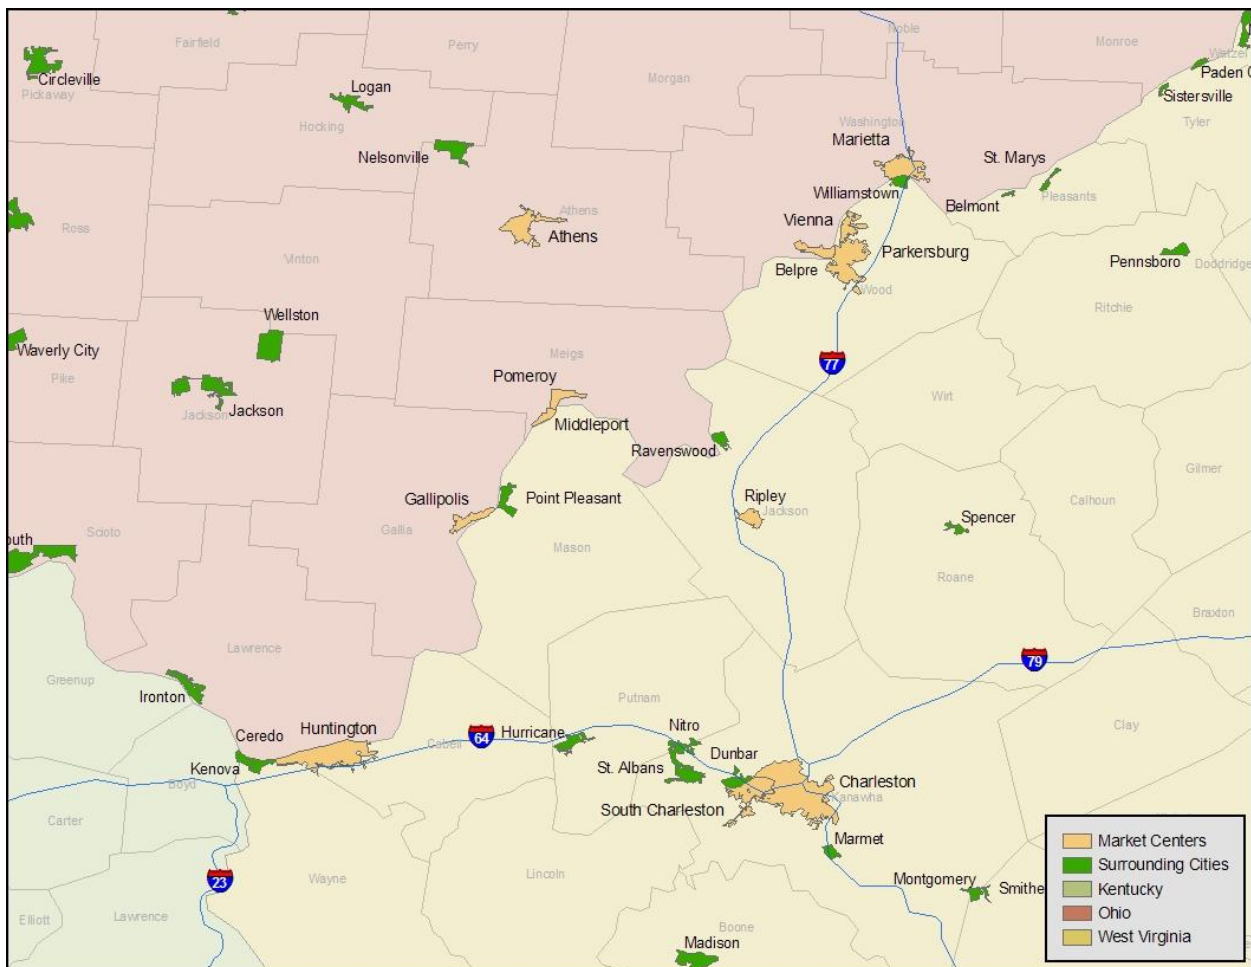 Fairfield
Perry
Noble
Monroe
Wetzel
Circleville
Pickaway
Logan
Hocking
Morgan
Paden
Sistersville
Tyler
Washington
Marietta
Nelsonville
St. Marys
Williamstown
Belmont
Pleasants
Athens
Athens
Vienna
Ross
Parkersburg
Vinton
Belpre
Wood
Pennsboro
Doddridge
Ritchie
Wellston
Waverly City
Pike
Meigs
77
Pomeroy
Jackson
Jackson
Wirt
Middleport
Ravenswood
Gilmer
Gallipolis
Point Pleasant
Ripley
Jackson
Calhoun
Spencer
Scioto
Gallia
outh
Mason
Roane
Braxton
Lawrence
Greenup
79
Ironton
Putnam
Huntington
Ceredo
64
Hurricane
Cabell
Nitro
Clay
Kenova
Dunbar
St. Albans
Boyd
Charleston
Kanawha
South Charleston
Carter
Marmet
23
Wayne
Lincoln
Montgomery
Smithe
Elliott
Lawrence
Boone
Madison
Market Centers
Surrounding Cities
Kentucky
Ohio
West Virginia